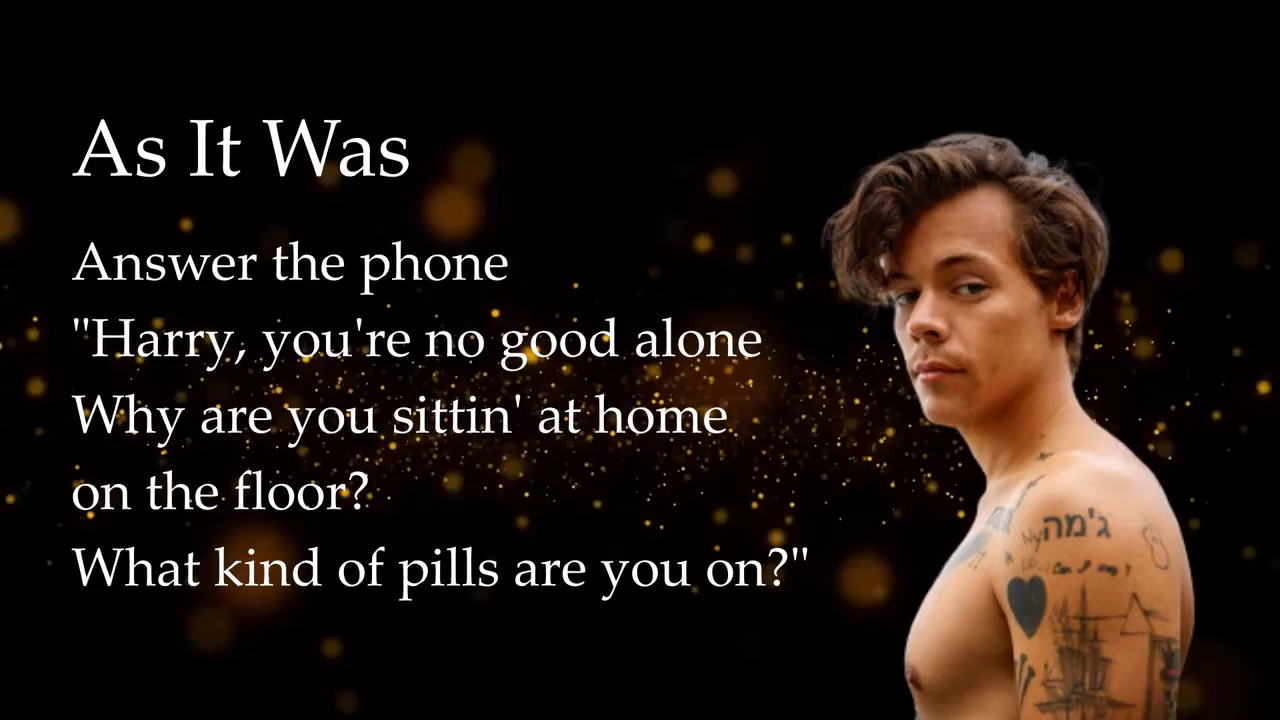 As It Was
Answer the phone
"Harry, you're no good alone
Why are you sittin' at home
on the floor?
What kind of pills are you on?"
ג'מה